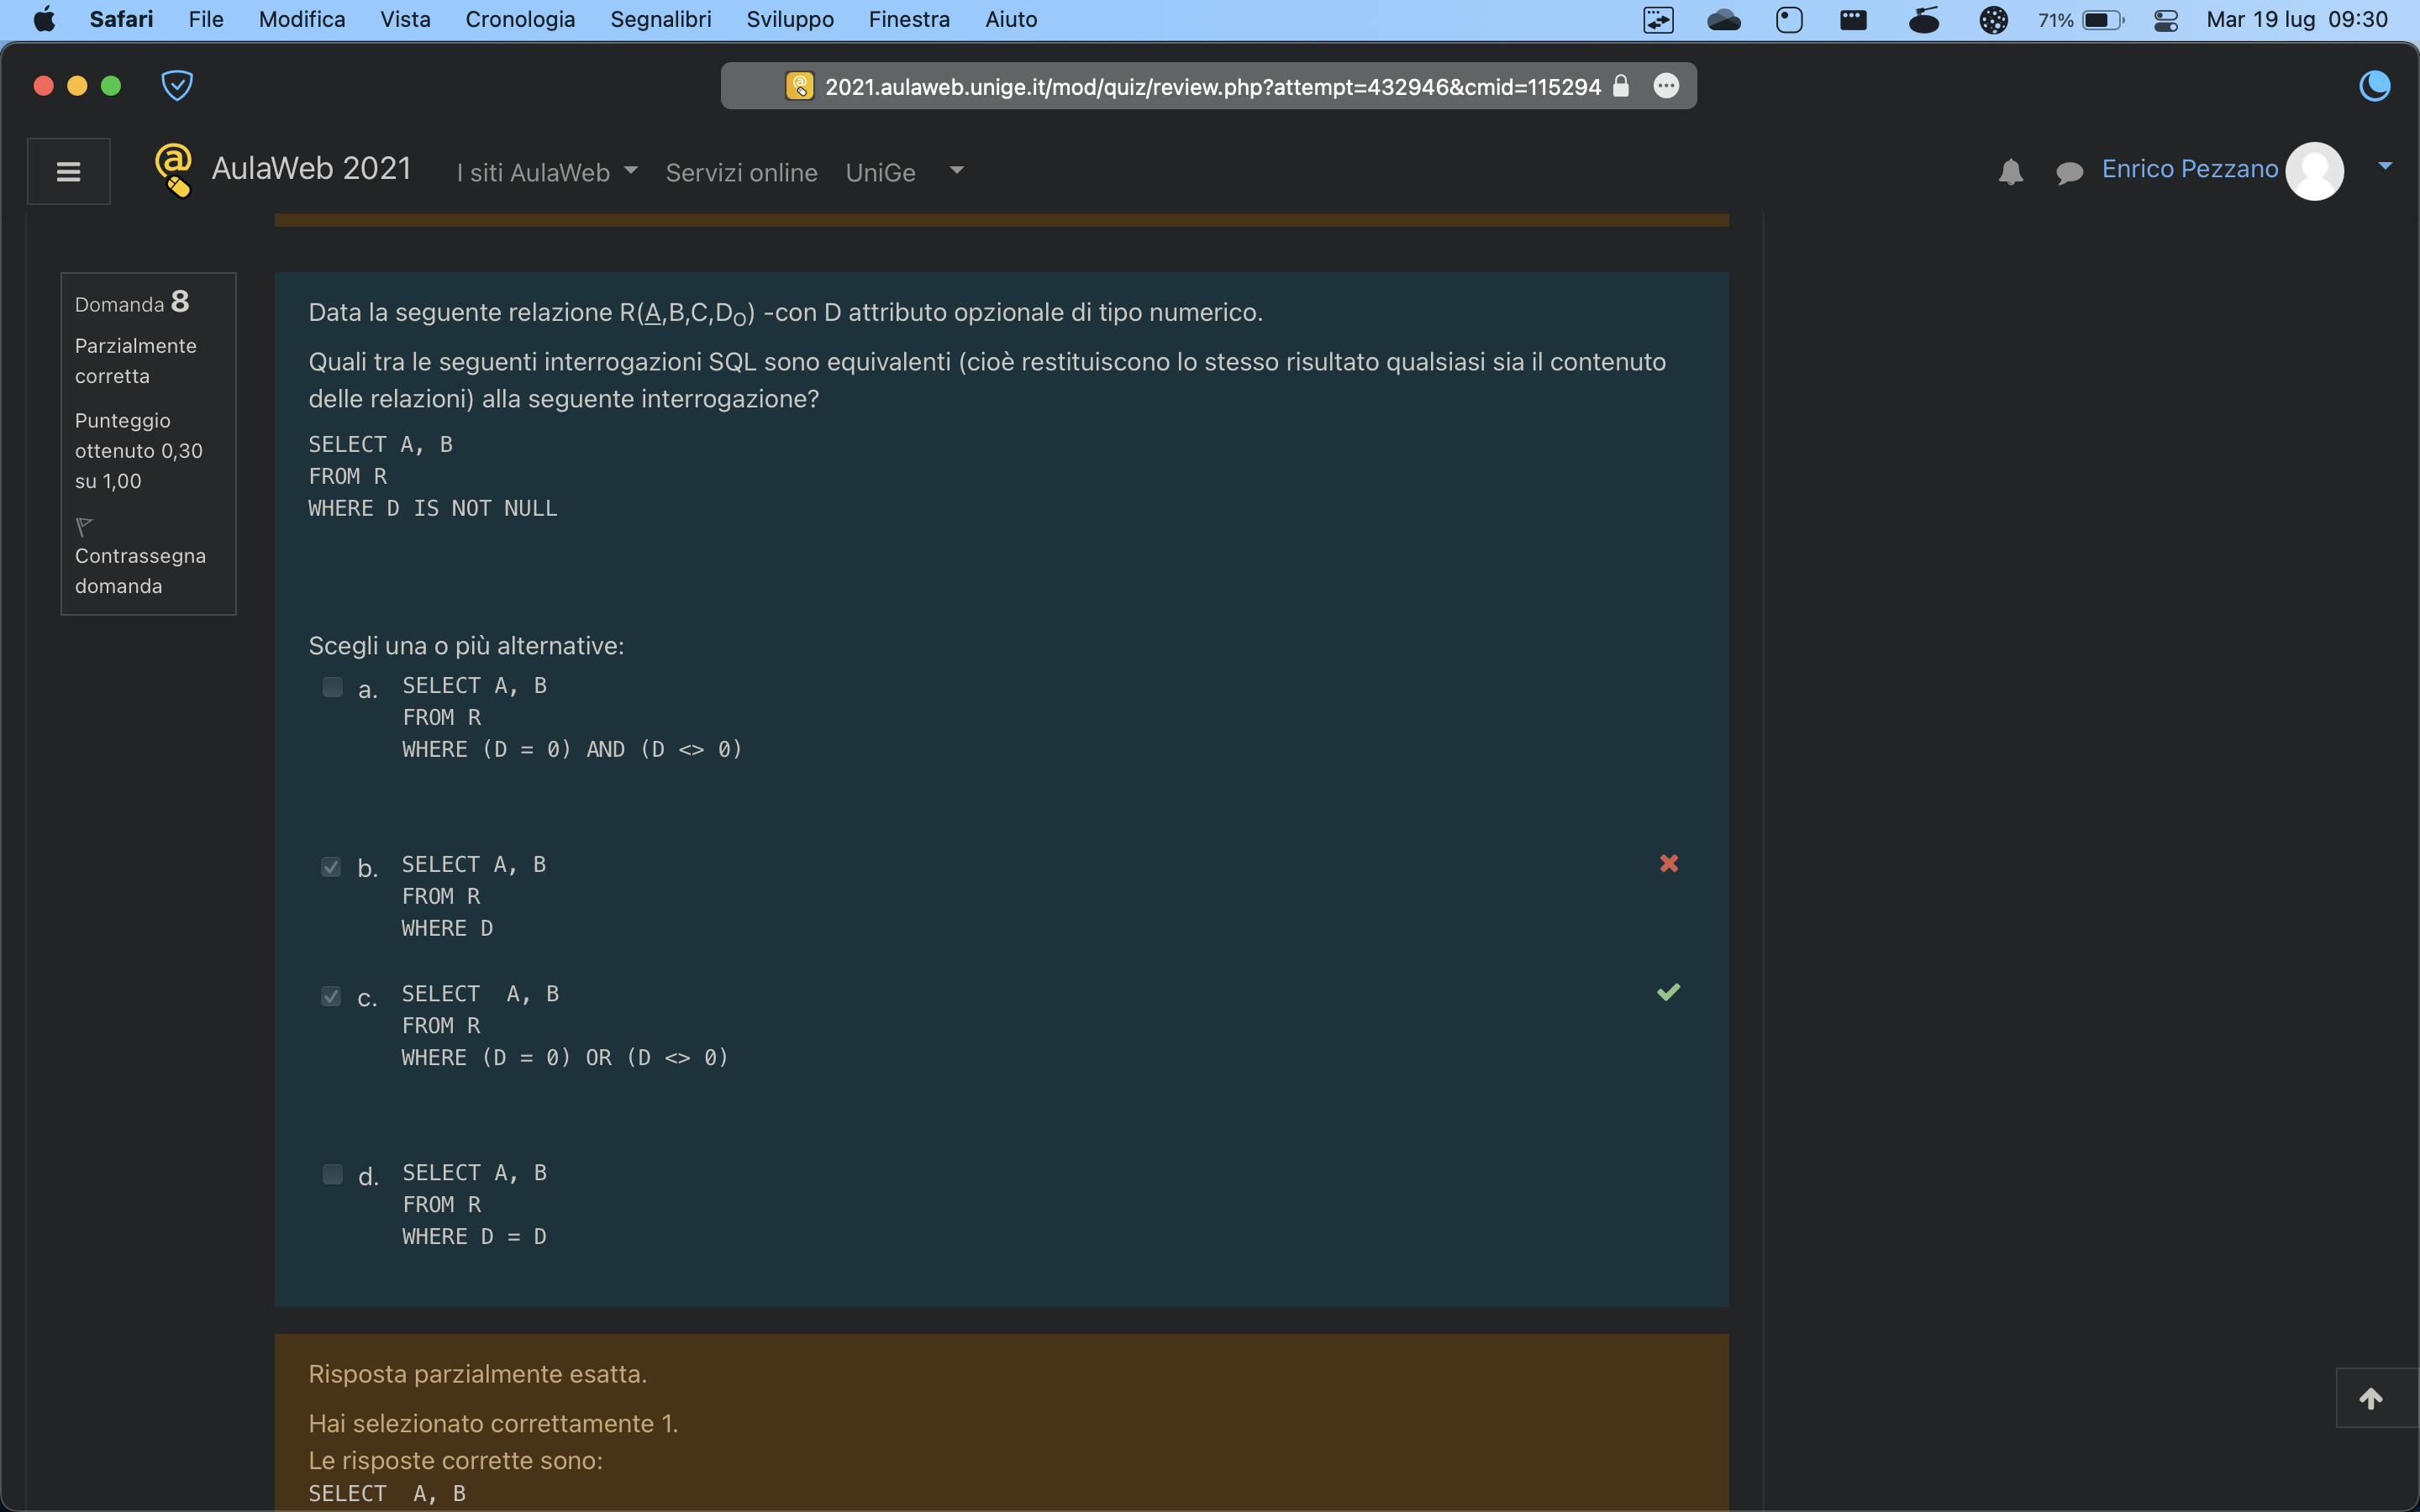 Safari File Modifica Vista Cronologia Segnalibri Sviluppo Finestra Aiuto 71% Mar 19 lug 09:30
2021.aulaweb.unige.it/mod/quiz/review.php?attempt=432946&cmid=115294
AulaWeb 2021 I siti AulaWeb Servizi online UniGe Enrico Pezzano
Domanda 8
Parzialmente
corretta
Punteggio
ottenuto 0,30
su 1,00
Contrassegna
domanda
Data la seguente relazione R(A,B,C,DO) -con D attributo opzionale di tipo numerico.
Quali tra le seguenti interrogazioni SQL sono equivalenti (cioè restituiscono lo stesso risultato qualsiasi sia il contenuto
delle relazioni) alla seguente interrogazione?
SELECT A, B
FROM R
WHERE D IS NOT NULL
Scegli una o più alternative:
a. SELECT A, B
FROM R
WHERE (D = 0) AND (D <> 0)
b. SELECT A, B
FROM R
WHERE D
c. SELECT  A, B
FROM R
WHERE (D = 0) OR (D <> 0)
d. SELECT A, B
FROM R
WHERE D = D
Risposta parzialmente esatta.
Hai selezionato correttamente 1.
Le risposte corrette sono:
SELECT  A, B